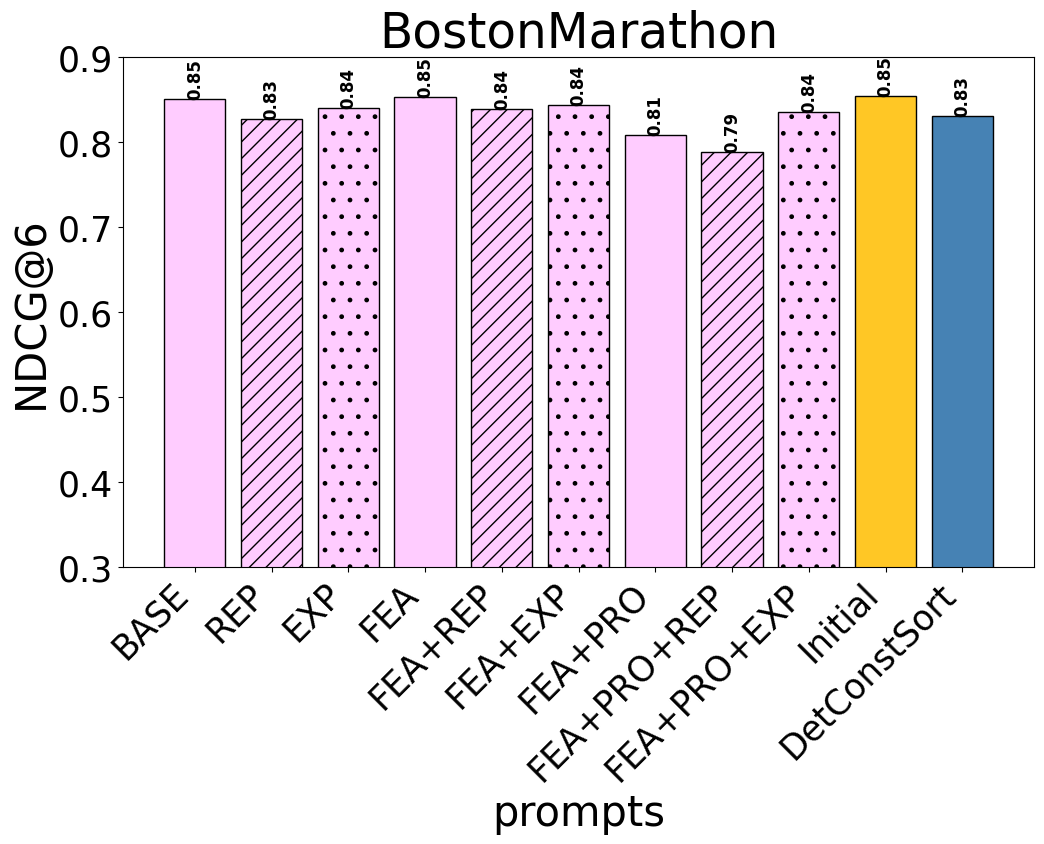 BostonMarathon
NDCG@6
0.9
0.8
0.7
0.6
0.5
0.4
0.3
0.85
0.83
0.84
0.85
0.84
0.84
0.81
0.79
0.84
0.85
0.83
BASE
REP
EXP
FEA
FEA+REP
FEA+EXP
FEA+PRO
FEA+PRO+REP
FEA+PRO+EXP
Initial
DetConstSort
prompts